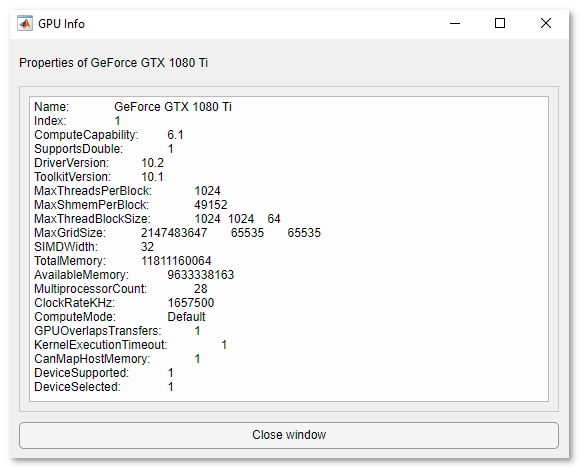 GPU Info
Properties of GeForce GTX 1080 Ti
Name: GeForce GTX 1080 Ti
Index: 1
ComputeCapability: 6.1
SupportsDouble: 1
DriverVersion: 10.2
ToolkitVersion: 10.1
MaxThreadsPerBlock: 1024
MaxShmemPerBlock: 49152
MaxThreadBlockSize: 1024 1024 64
MaxGridSize: 2147483647 65535 65535
SIMDWidth: 32
TotalMemory: 11811160064
AvailableMemory: 9633338163
MultiprocessorCount: 28
ClockRateKHz: 1657500
ComputeMode: Default
GPUOverlapsTransfers: 1
KernelExecutionTimeout: 1
CanMapHostMemory: 1
DeviceSupported: 1
DeviceSelected: 1
Close window